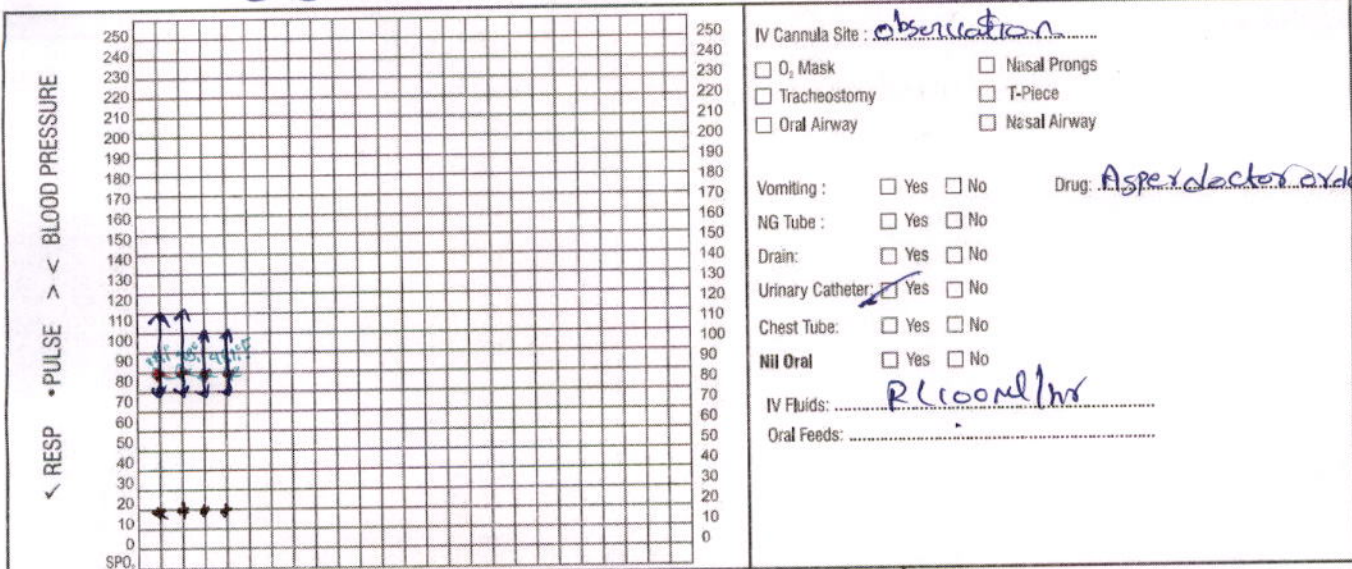 250 250
240 240
230 230
220 220
210 210
200 200
190 190
180 180
170 170
160 160
150 150
140 140
130 130
120 120
110 110
100 100
90 90
80 80
70 70
60 60
50 50
40 40
30 30
20 20
10 10
0 0
SPO₂
< RESP •PULSE > < BLOOD PRESSURE
IV Cannula Site : observation
☐ O₂ Mask ☐ Nasal Prongs
☐ Tracheostomy ☐ T-Piece
☐ Oral Airway ☐ Nasal Airway
Vomiting : ☐ Yes ☐ No Drug: As per doctor orde
NG Tube : ☐ Yes ☐ No
Drain: ☐ Yes ☐ No
Urinary Catheter: ☑ Yes ☐ No
Chest Tube: ☐ Yes ☐ No
Nil Oral ☐ Yes ☐ No
IV Fluids: RL 100ml/hr
Oral Feeds: